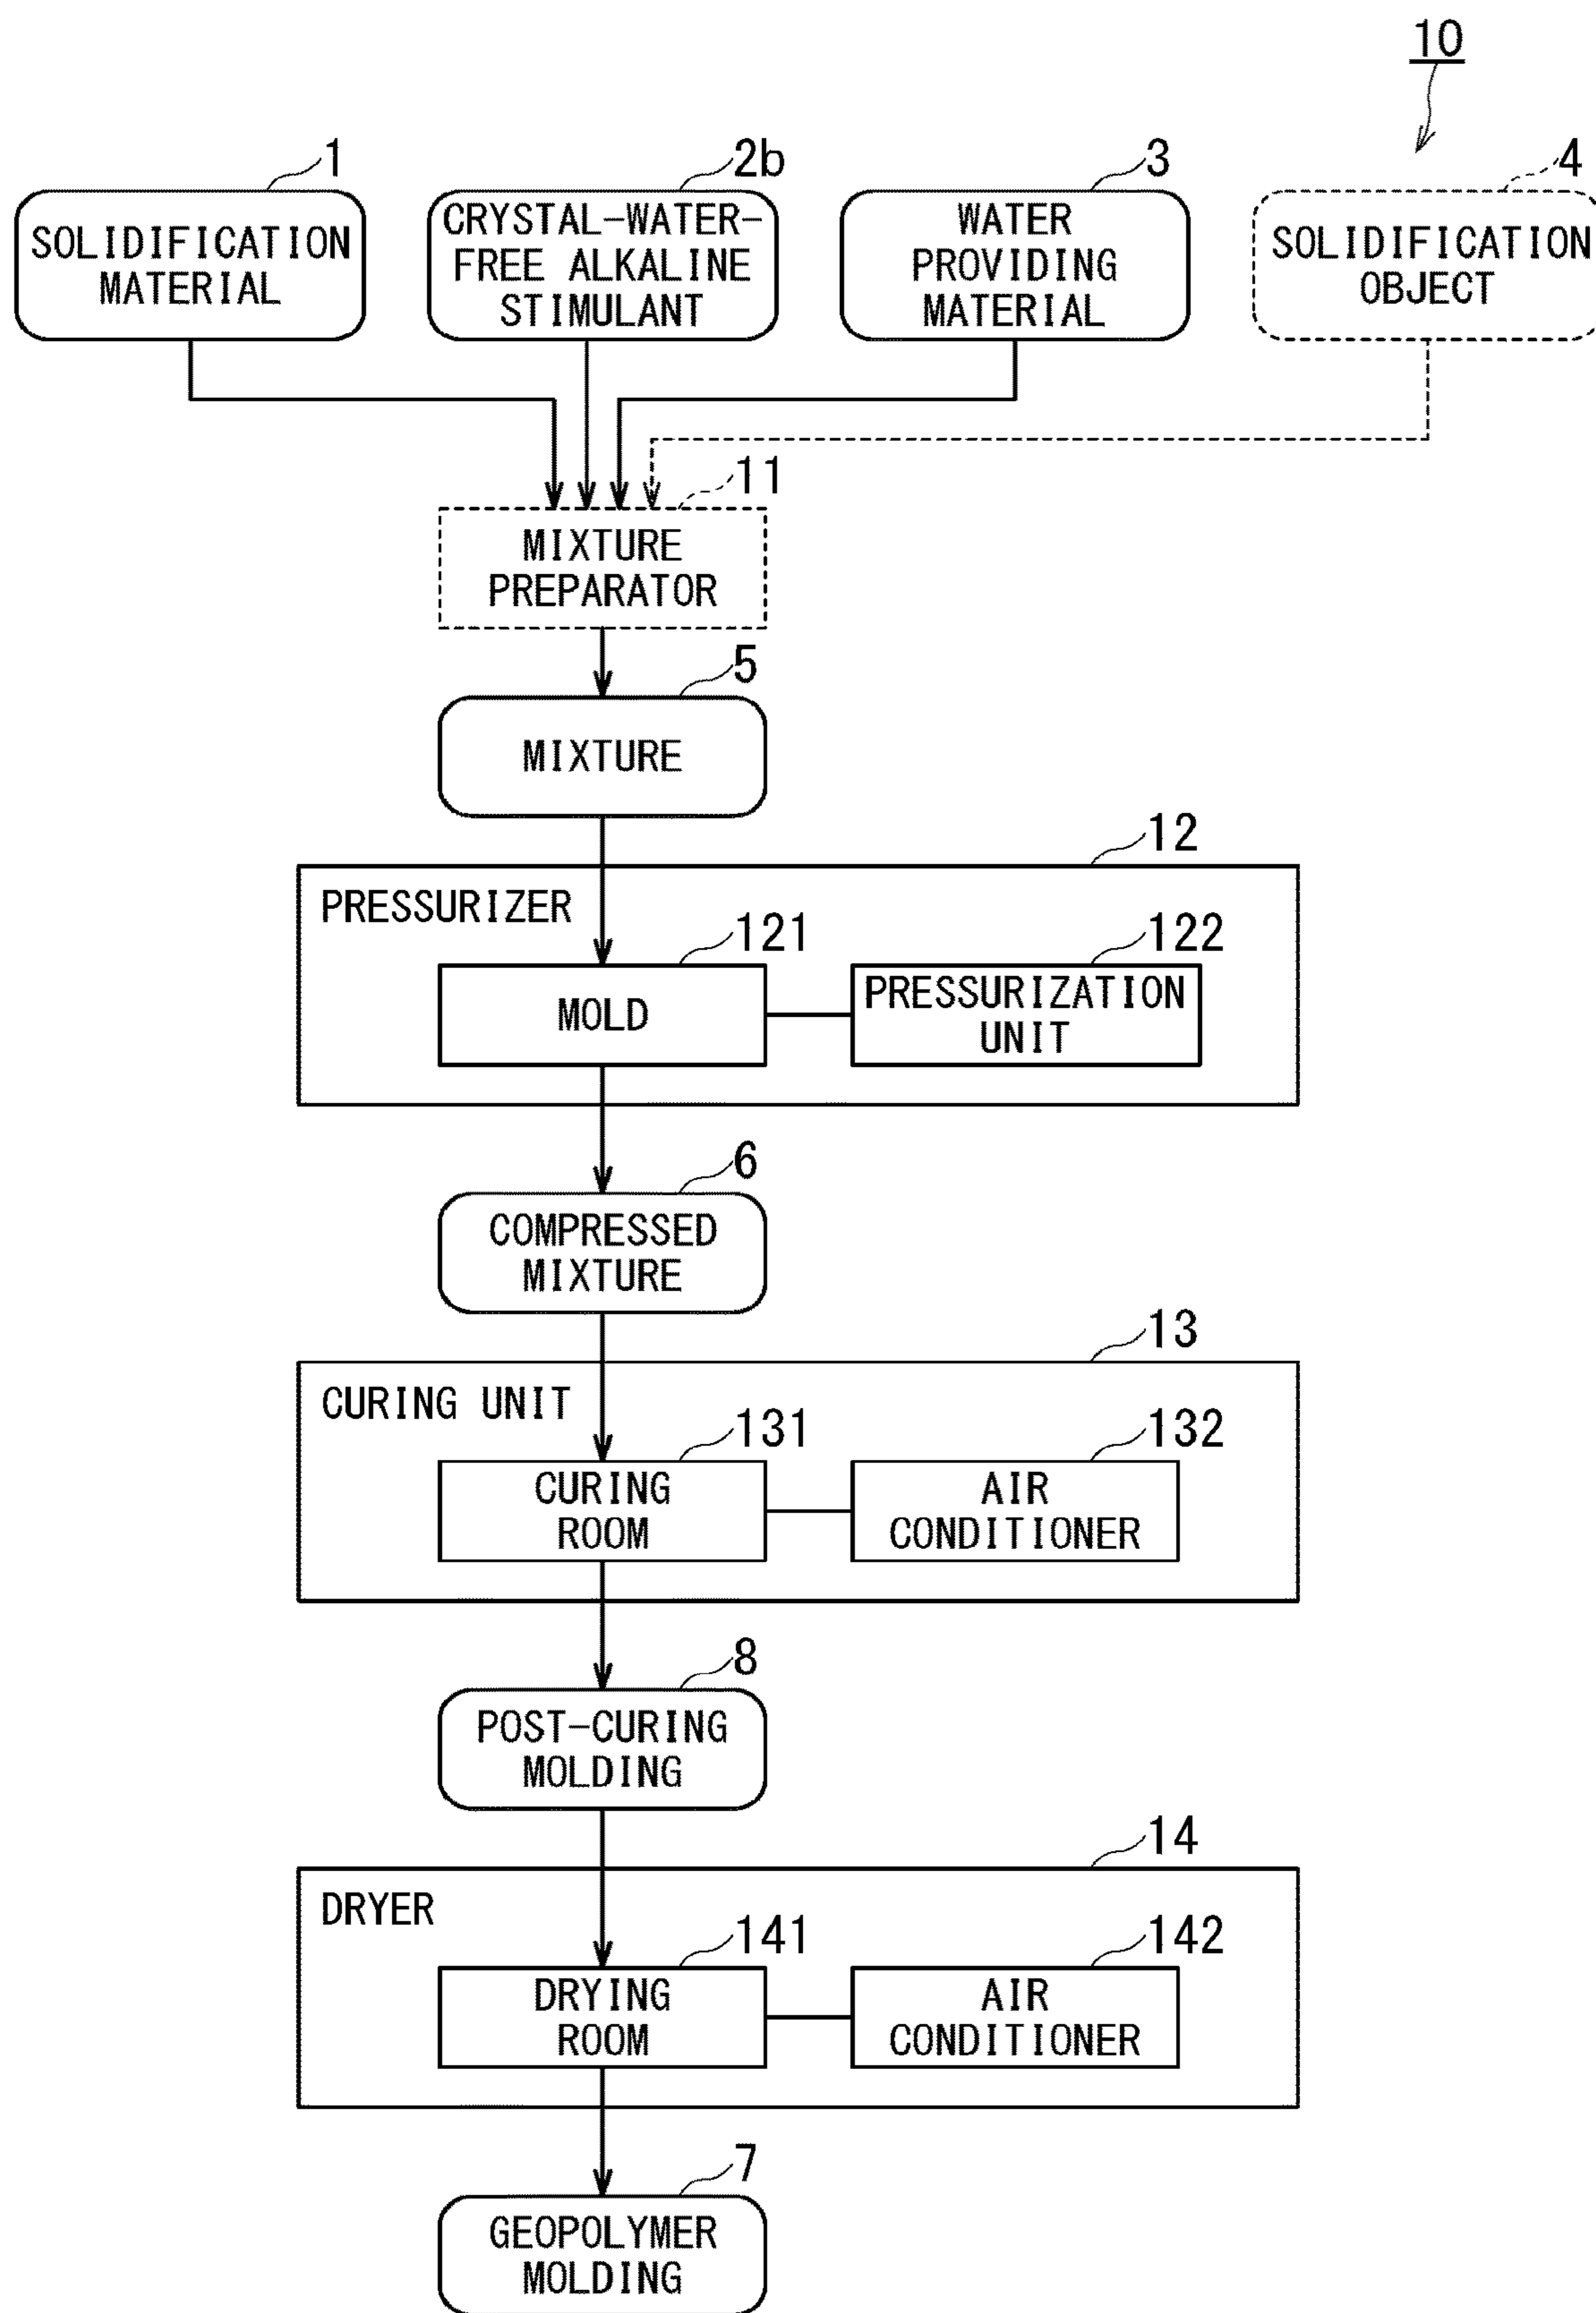 10
1
2b
3
4
SOLIDIFICATION
MATERIAL
CRYSTAL-WATER-
FREE ALKALINE
STIMULANT
WATER
PROVIDING
MATERIAL
SOLIDIFICATION
OBJECT
11
MIXTURE
PREPARATOR
5
MIXTURE
12
PRESSURIZER
121
122
MOLD
PRESSURIZATION
UNIT
6
COMPRESSED
MIXTURE
13
CURING UNIT
131
132
CURING
ROOM
AIR
CONDITIONER
8
POST-CURING
MOLDING
14
DRYER
141
142
DRYING
ROOM
AIR
CONDITIONER
7
GEOPOLYMER
MOLDING